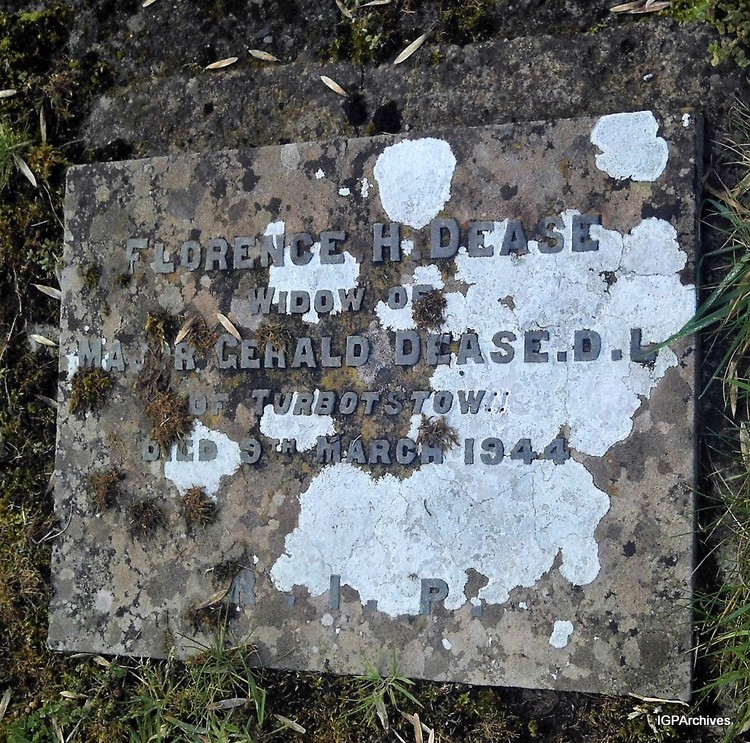 FLORENCE H. DEASE
WIDOW OF
MAJOR GERALD DEASE. D. L
OF TURBOTSTOWN
DIED 9TH MARCH 1944
R. I. P.
IGPArchives